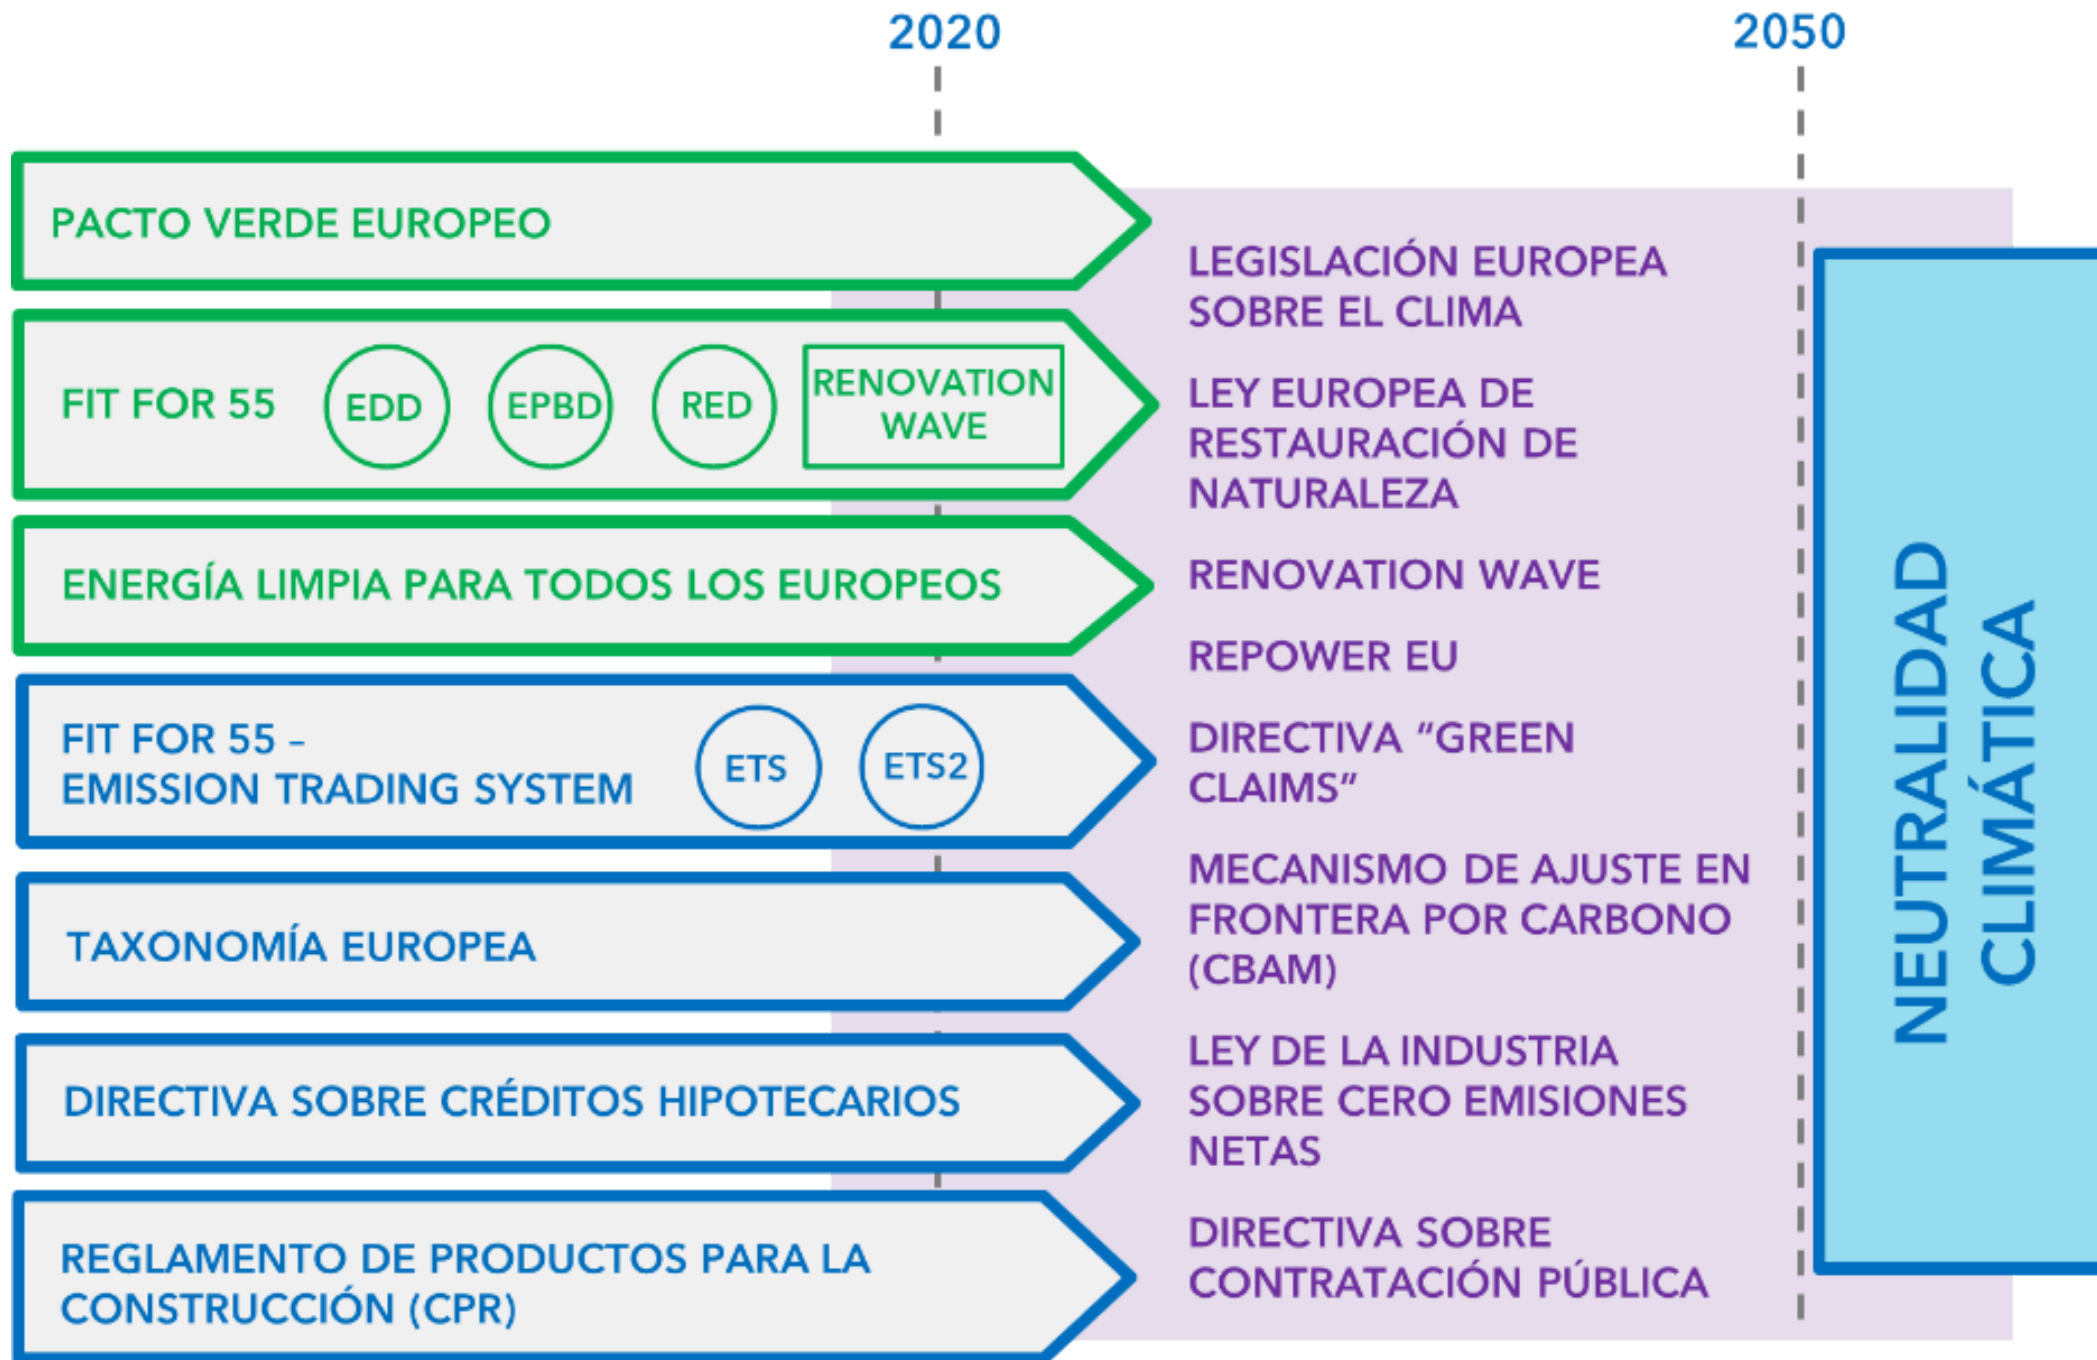 2020
2050
PACTO VERDE EUROPEO
FIT FOR 55
EDD
EPBD
RED
RENOVATION
WAVE
ENERGÍA LIMPIA PARA TODOS LOS EUROPEOS
FIT FOR 55 –
EMISSION TRADING SYSTEM
ETS
ETS2
TAXONOMÍA EUROPEA
DIRECTIVA SOBRE CRÉDITOS HIPOTECARIOS
REGLAMENTO DE PRODUCTOS PARA LA
CONSTRUCCIÓN (CPR)
LEGISLACIÓN EUROPEA
SOBRE EL CLIMA
LEY EUROPEA DE
RESTAURACIÓN DE
NATURALEZA
RENOVATION WAVE
REPOWER EU
DIRECTIVA “GREEN
CLAIMS”
MECANISMO DE AJUSTE EN
FRONTERA POR CARBONO
(CBAM)
LEY DE LA INDUSTRIA
SOBRE CERO EMISIONES
NETAS
DIRECTIVA SOBRE
CONTRATACIÓN PÚBLICA
NEUTRALIDAD
CLIMÁTICA